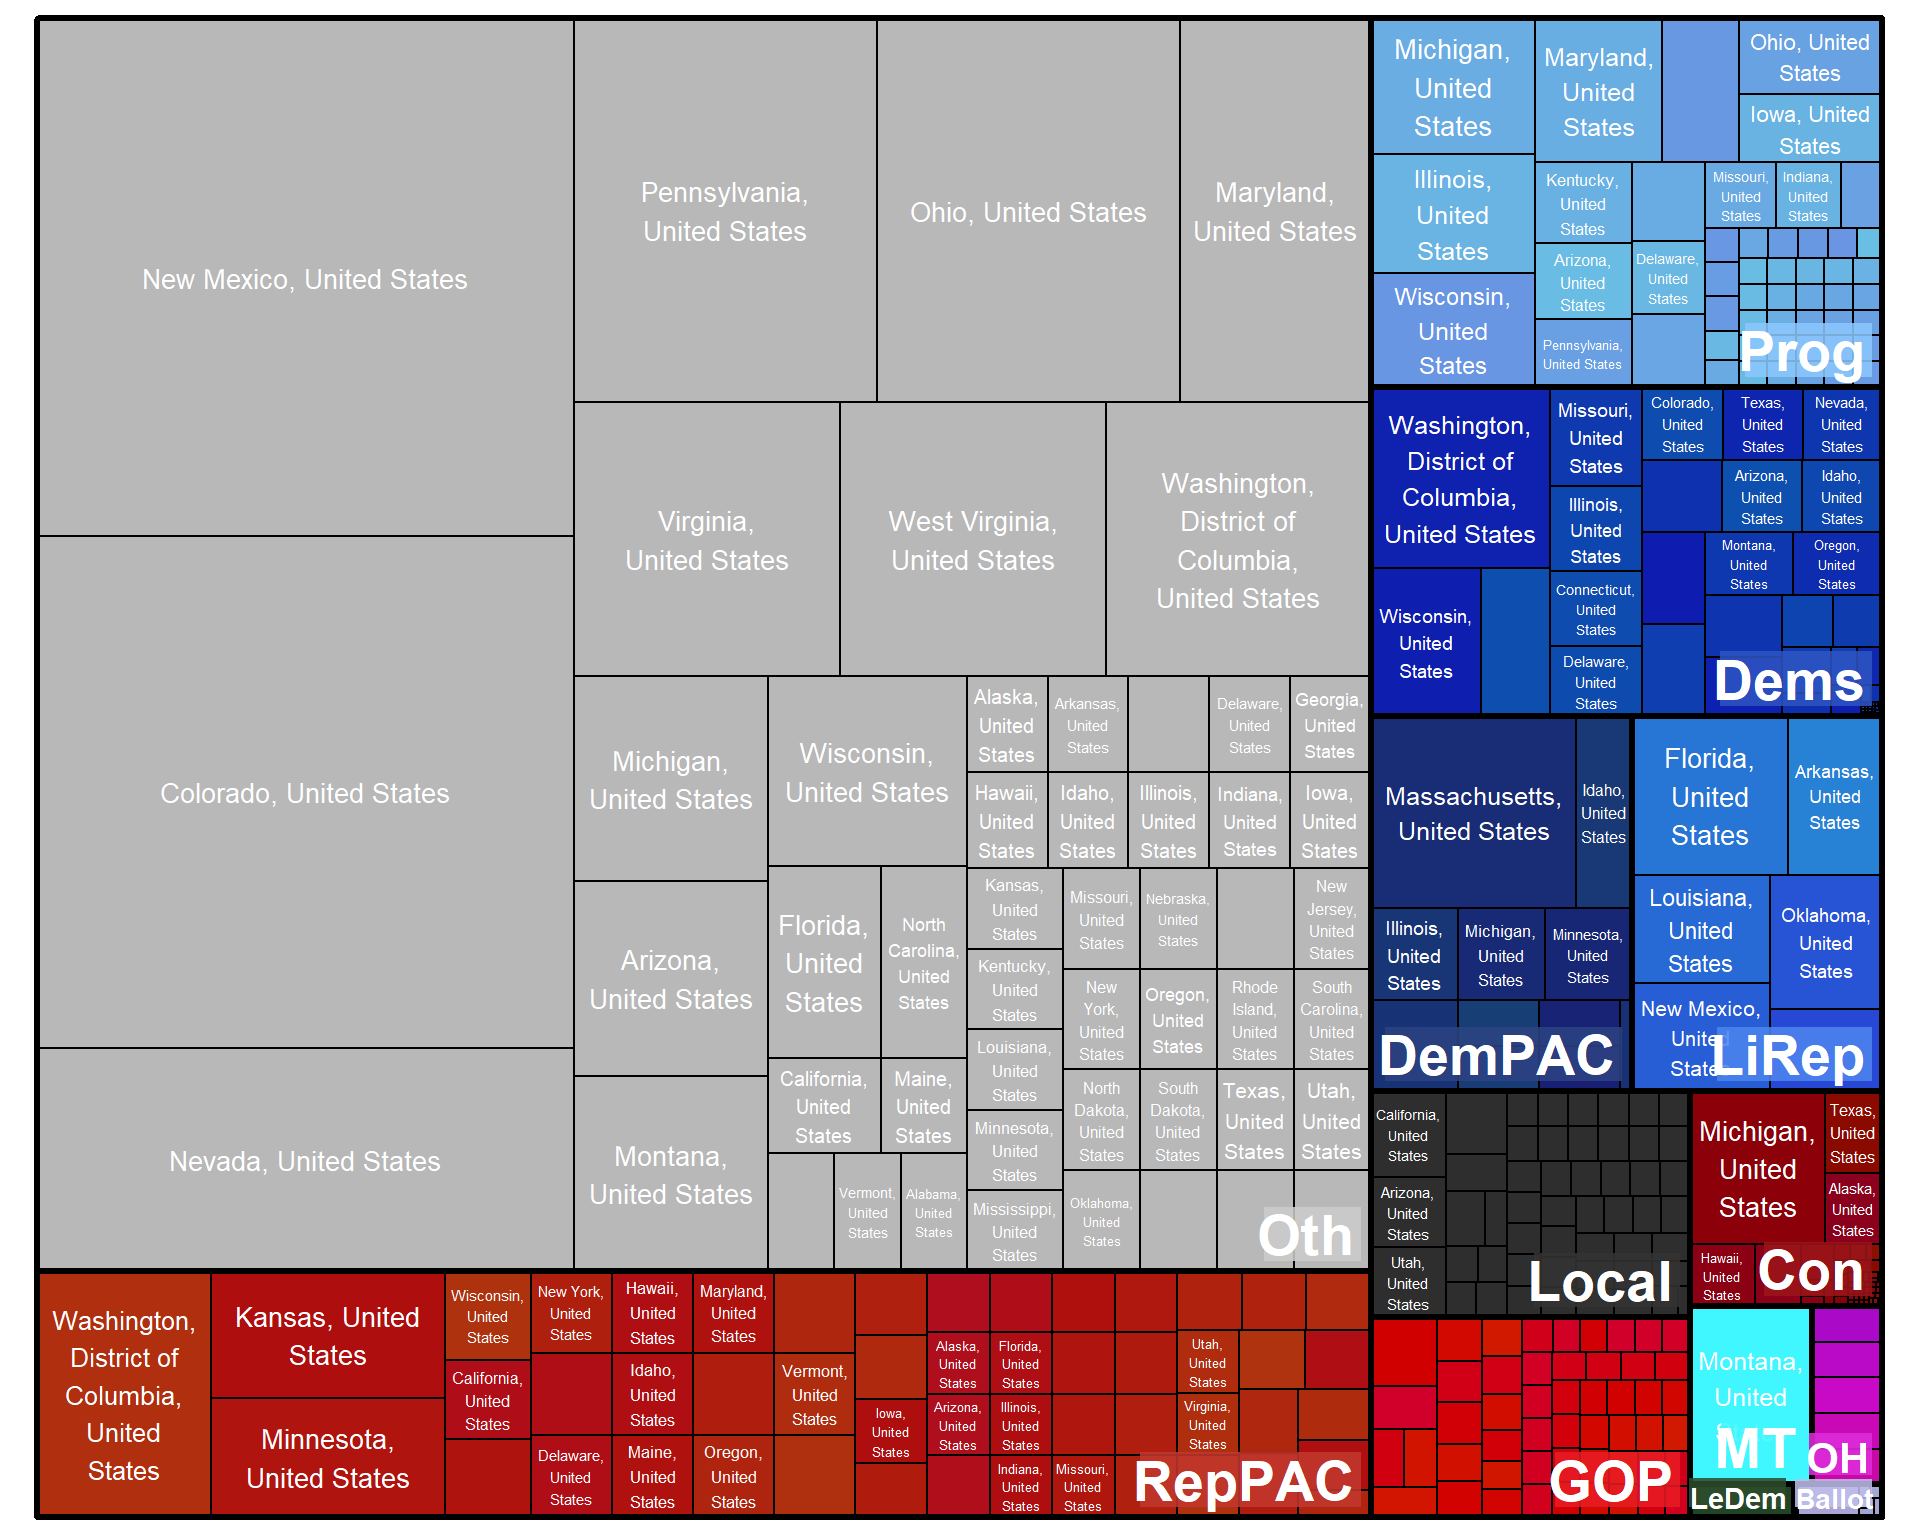 New Mexico, United States
Colorado, United States
Nevada, United States
Pennsylvania,
United States
Ohio, United States
Maryland,
United States
Virginia,
United States
West Virginia,
United States
Washington,
District of
Columbia,
United States
Michigan,
United States
Arizona,
United States
Montana,
United States
Wisconsin,
United States
Florida,
United
States
North
Carolina,
United
States
California,
United
States
Maine,
United
States
Vermont,
United
States
Alabama,
United
States
Alaska,
United
States
Arkansas,
United
States
Delaware,
United
States
Georgia,
United
States
Hawaii,
United
States
Idaho,
United
States
Illinois,
United
States
Indiana,
United
States
Iowa,
United
States
Kansas,
United
States
Kentucky,
United
States
Louisiana,
United
States
Minnesota,
United
States
Mississippi,
United
States
Missouri,
United
States
Nebraska,
United
States
New
Jersey,
United
States
New
York,
United
States
Oregon,
United
States
Rhode
Island,
United
States
South
Carolina,
United
States
North
Dakota,
United
States
South
Dakota,
United
States
Texas,
United
States
Utah,
United
States
Oklahoma,
United
States
Oth
Washington,
District of
Columbia,
United
States
Kansas, United
States
Minnesota,
United States
Wisconsin,
United
States
California,
United
States
New York,
United
States
Delaware,
United
States
Hawaii,
United
States
Idaho,
United
States
Maine,
United
States
Maryland,
United
States
Oregon,
United
States
Vermont,
United
States
Iowa,
United
States
Alaska,
United
States
Arizona,
United
States
Florida,
United
States
Illinois,
United
States
Indiana,
United
States
Missouri,
United
States
Utah,
United
States
Virginia,
United
States
RepPAC
Michigan,
United
States
Illinois,
United
States
Wisconsin,
United
States
Maryland,
United
States
Ohio, United
States
Iowa, United
States
Kentucky,
United
States
Arizona,
United
States
Pennsylvania,
United States
Delaware,
United
States
Missouri,
United
States
Indiana,
United
States
Prog
Washington,
District of
Columbia,
United States
Wisconsin,
United
States
Missouri,
United
States
Illinois,
United
States
Connecticut,
United
States
Delaware,
United
States
Colorado,
United
States
Texas,
United
States
Nevada,
United
States
Arizona,
United
States
Idaho,
United
States
Montana,
United
States
Oregon,
United
States
Dems
Massachusetts,
United States
Idaho,
United
States
Illinois,
United
States
Michigan,
United
States
Minnesota,
United
States
DemPAC
Florida,
United
States
Arkansas,
United
States
Louisiana,
United
States
Oklahoma,
United
States
New Mexico,
United
States
LiRep
California,
United
States
Arizona,
United
States
Utah,
United
States
Local
Michigan,
United
States
Texas,
United
States
Alaska,
United
States
Hawaii,
United
States
Con
GOP
Montana,
United
MT
OH
LeDem
Ballot